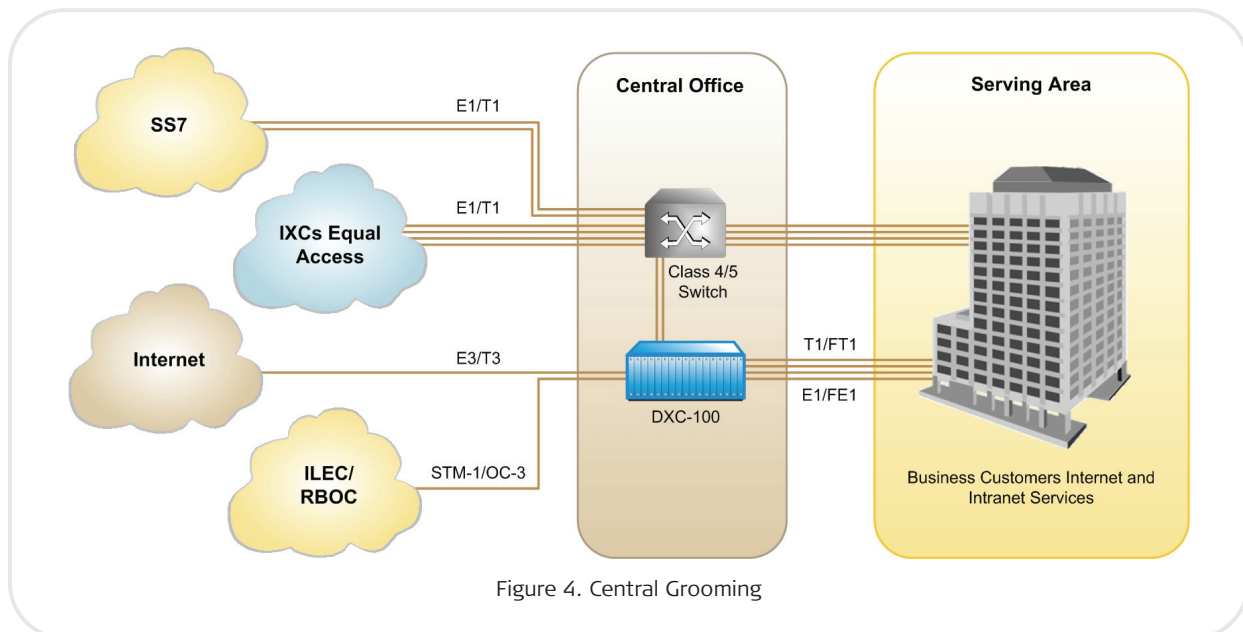 Central Office
Serving Area
SS7
E1/T1
IXCs Equal
Access
E1/T1
Class 4/5
Switch
Internet
E3/T3
DXC-100
T1/FT1
E1/FE1
ILEC/
RBOC
STM-1/OC-3
Business Customers Internet and
Intranet Services
Figure 4. Central Grooming